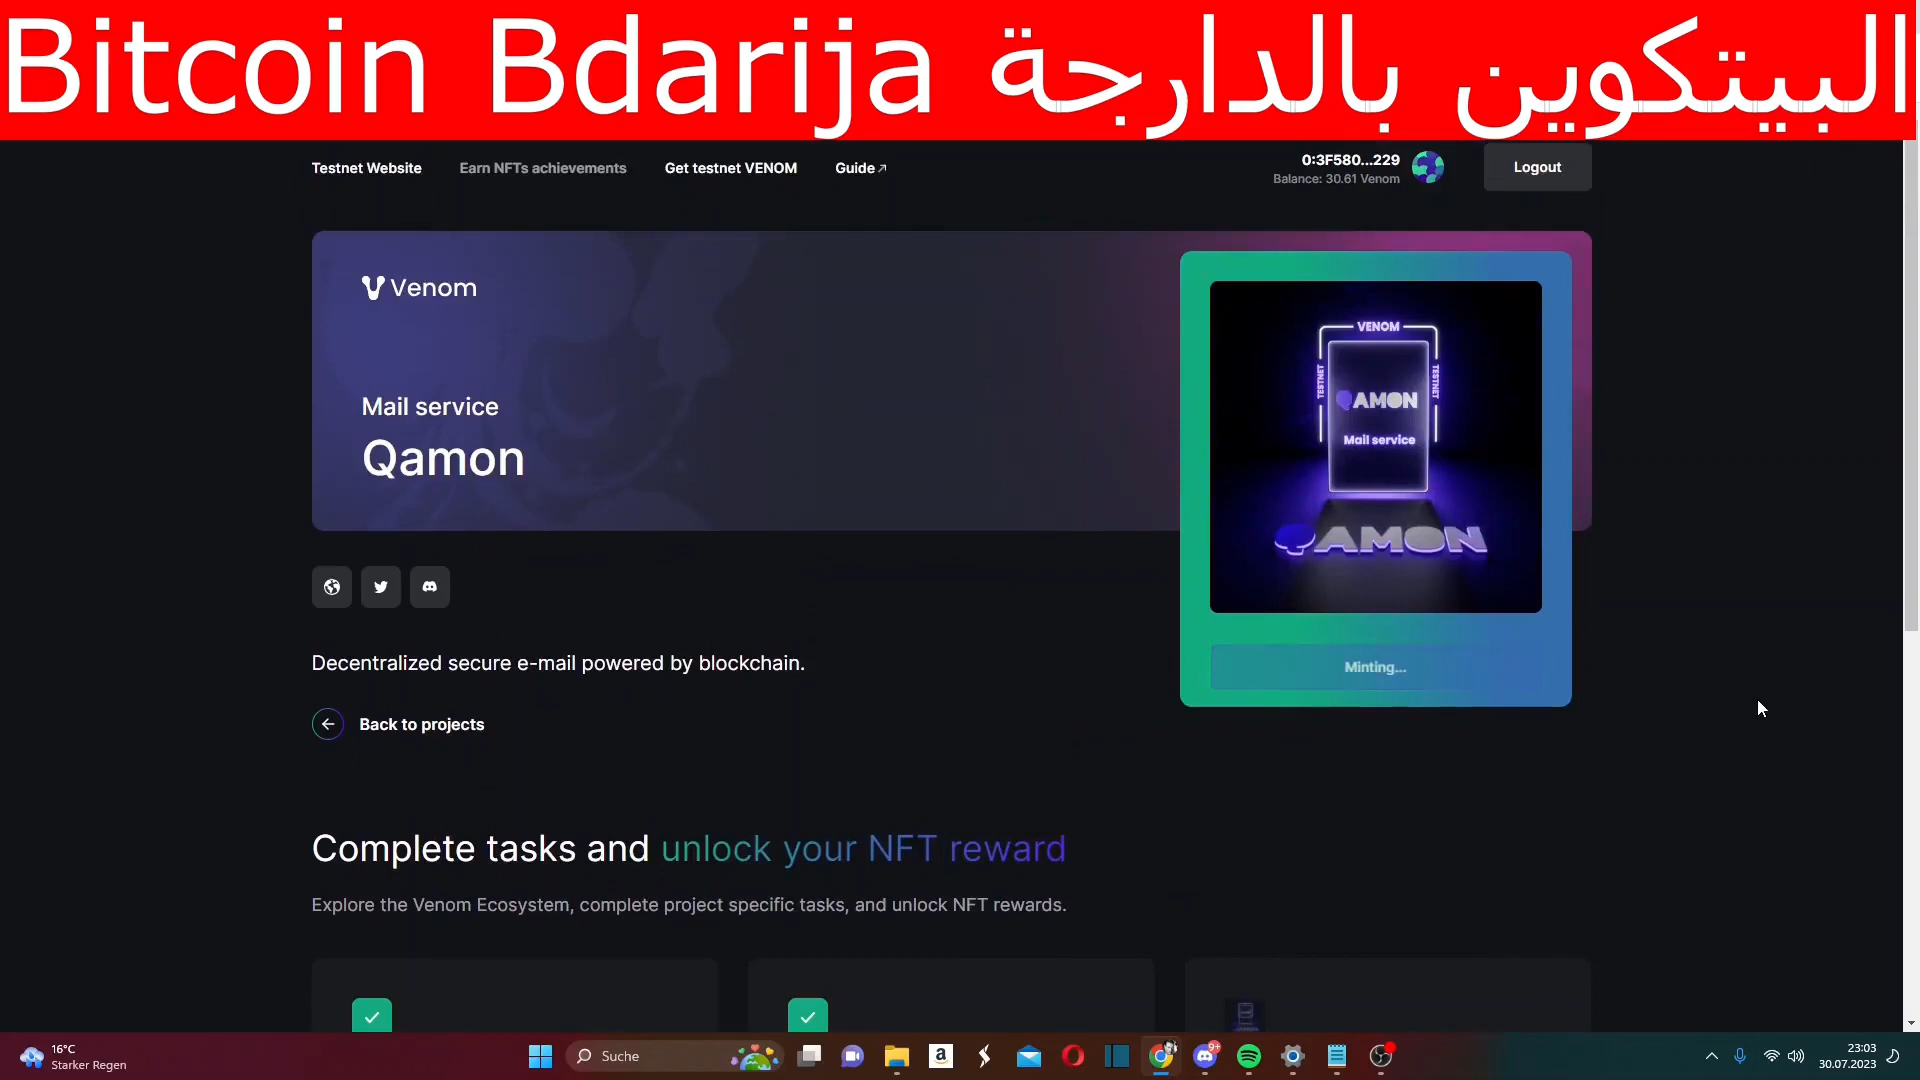 Bitcoin Bdarija البيتكوين بالدارجة
Testnet Website
Earn NFTs achievements
Get testnet VENOM
Guide
0:3F580...229
Balance: 30.61 Venom
Logout
Venom
Mail service
Qamon
VENOM
TESTNET
TESTNET
QAMON
Mail service
QAMON
Minting...
Decentralized secure e-mail powered by blockchain.
Back to projects
Complete tasks and unlock your NFT reward
Explore the Venom Ecosystem, complete project specific tasks, and unlock NFT rewards.
16°C
Starker Regen
Suche
a
9+
23:03
30.07.2023